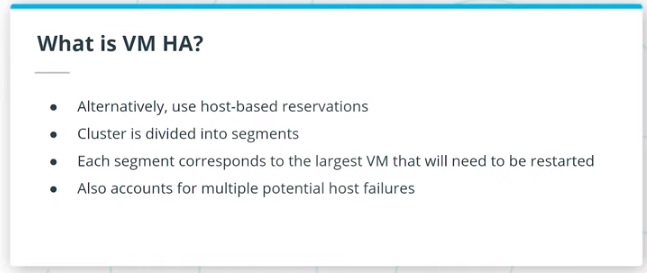 What is VM HA?
● Alternatively, use host-based reservations
● Cluster is divided into segments
● Each segment corresponds to the largest VM that will need to be restarted
● Also accounts for multiple potential host failures